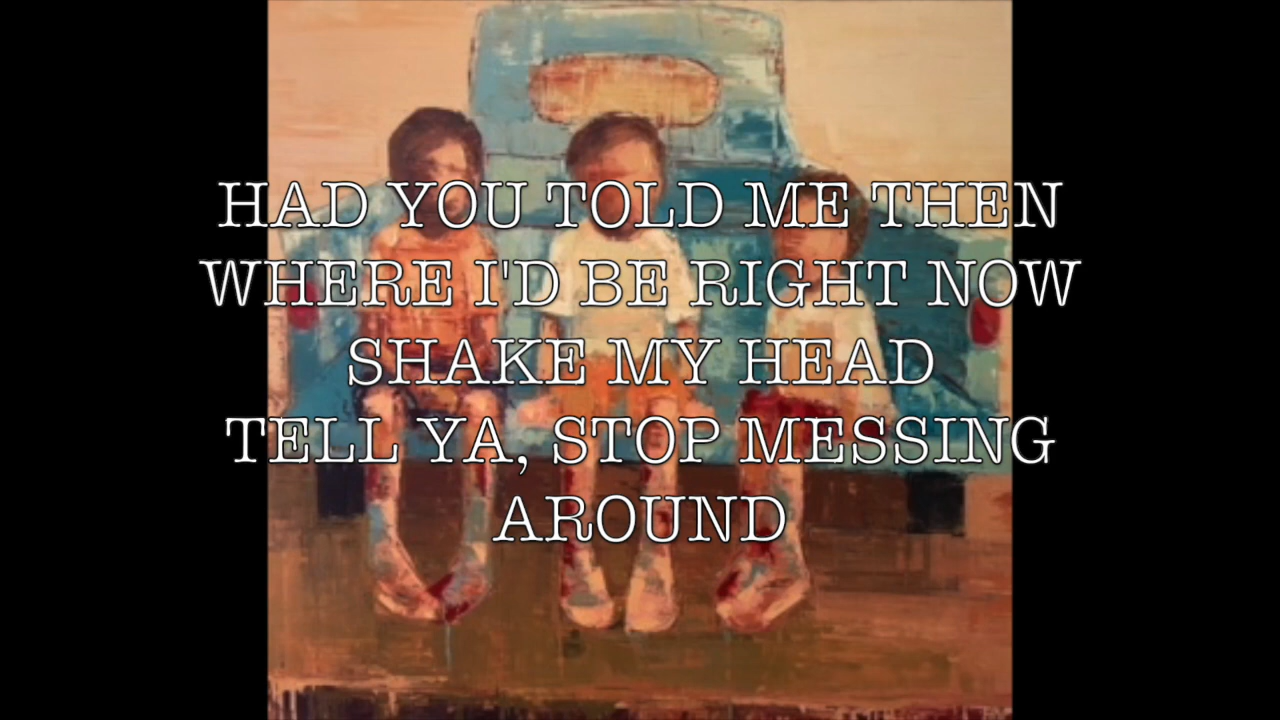 HAD YOU TOLD ME THEN
WHERE I'D BE RIGHT NOW
SHAKE MY HEAD
TELL YA, STOP MESSING
AROUND